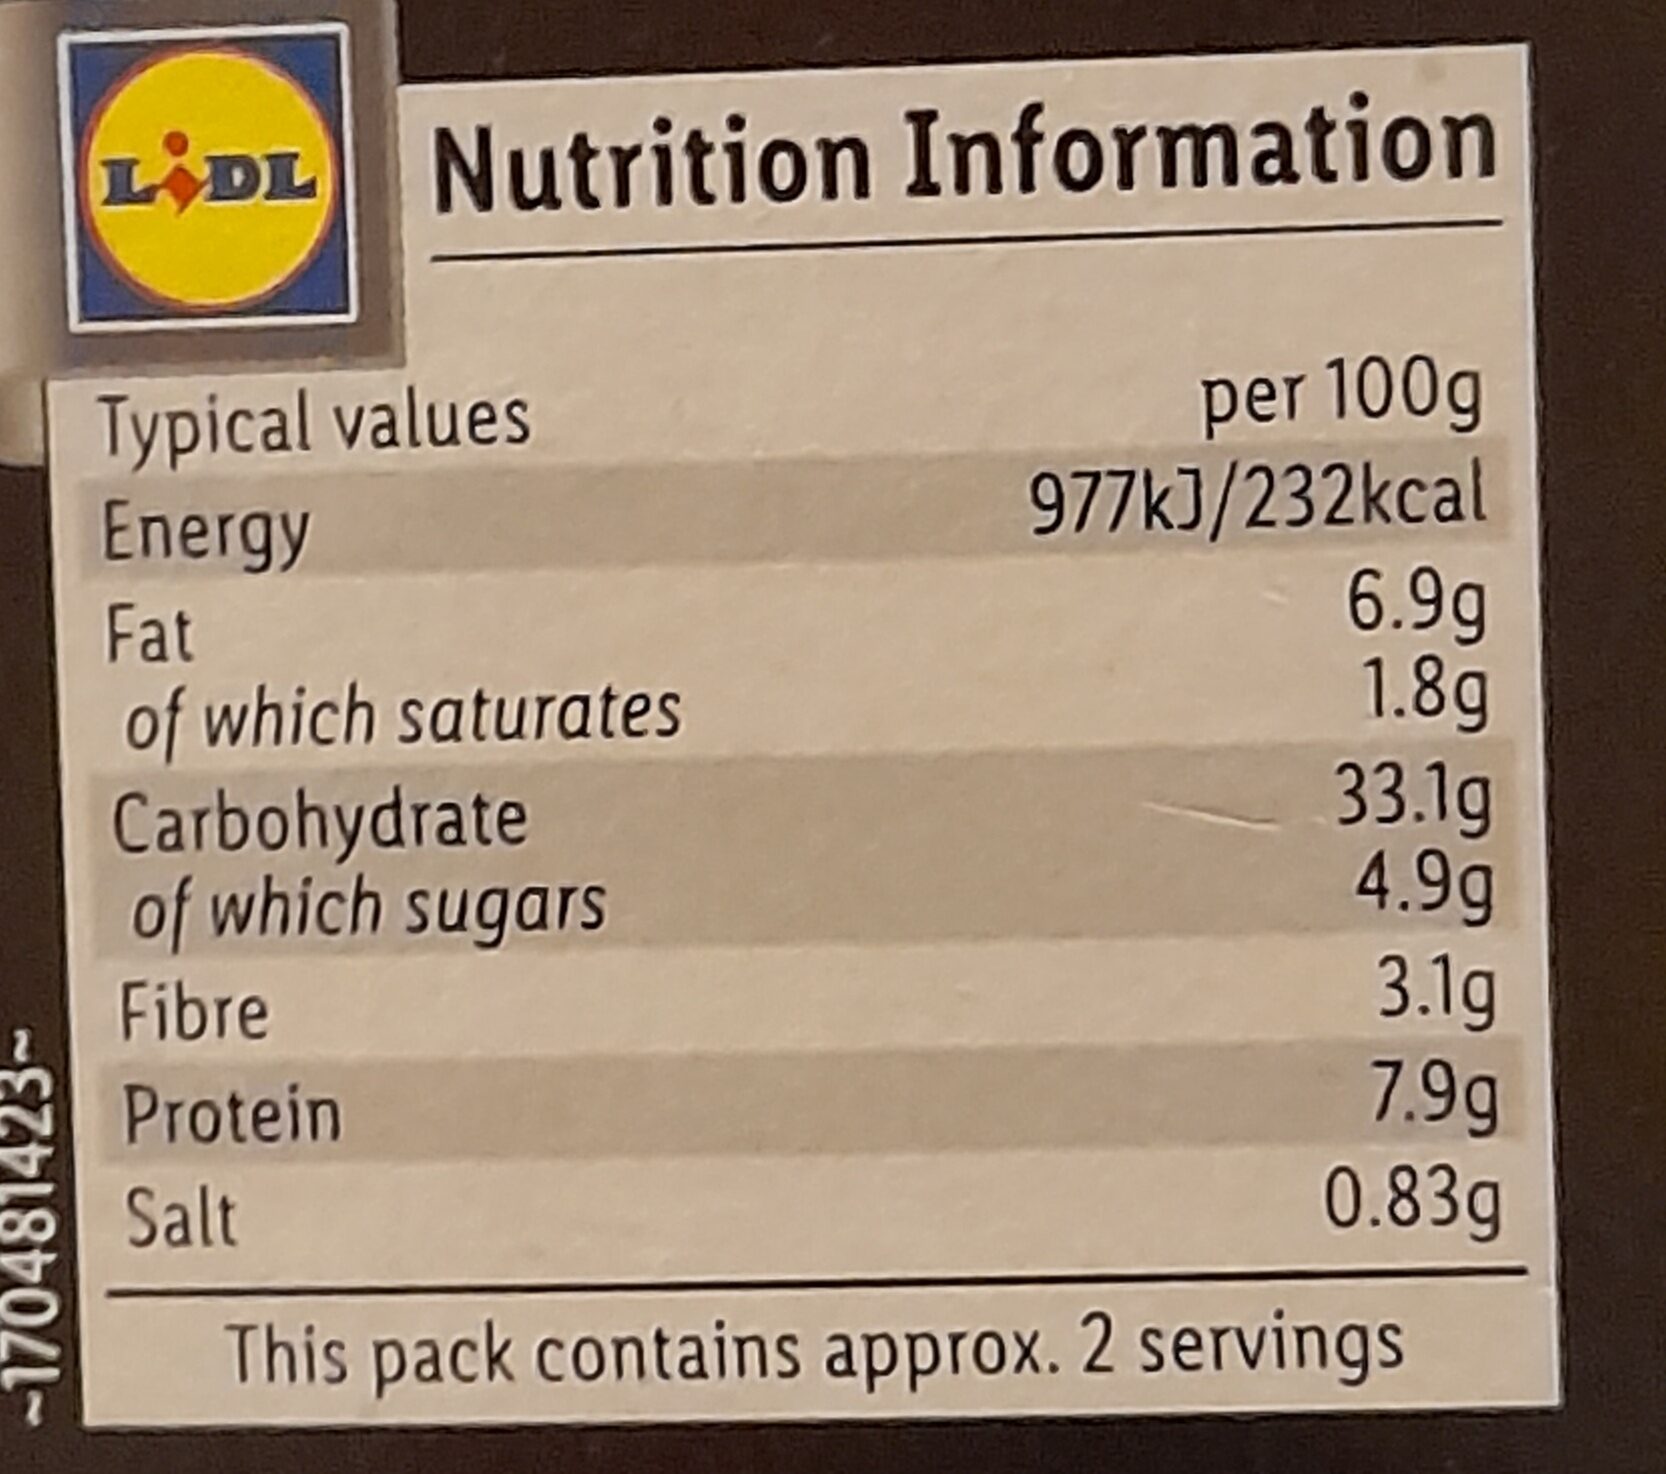 LIDL
Nutrition Information
Typical values per 100g
Energy 977kJ/232kcal
Fat 6.9g
of which saturates 1.8g
Carbohydrate 33.1g
of which sugars 4.9g
Fibre 3.1g
Protein 7.9g
Salt 0.83g
This pack contains approx. 2 servings
~1704481423~